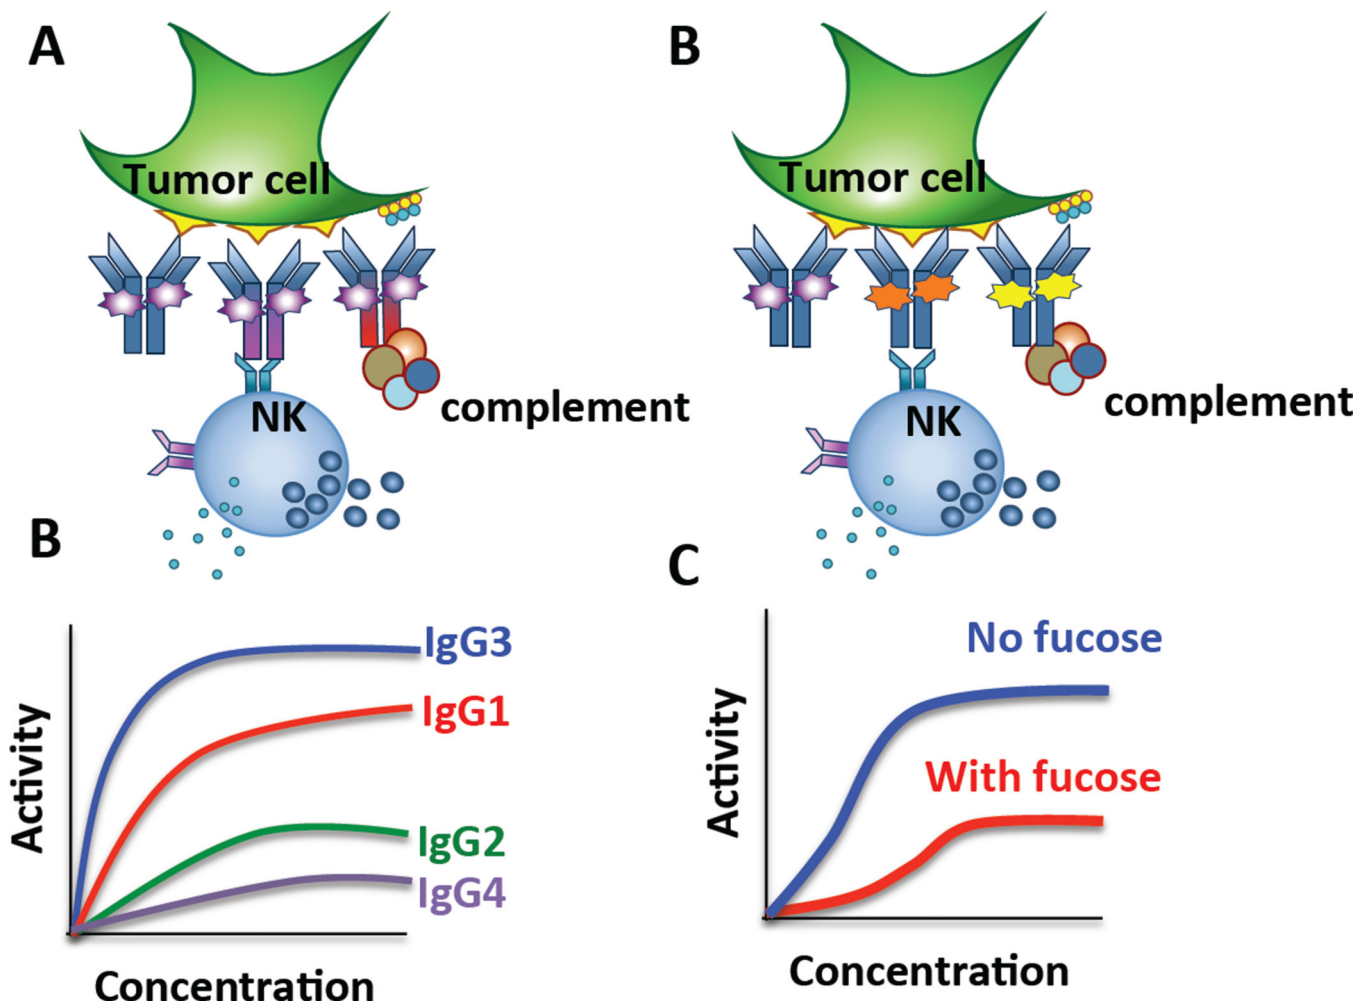 A
Tumor cell
NK
complement
B
Tumor cell
NK
complement
B
Activity
IgG3
IgG1
IgG2
IgG4
Concentration
C
Activity
No fucose
With fucose
Concentration